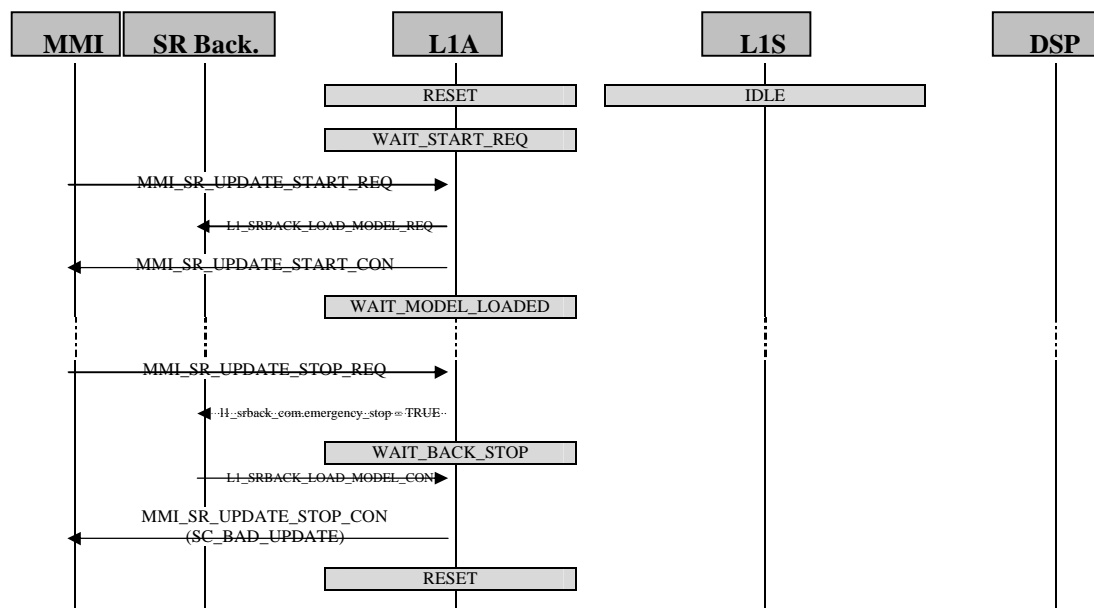 MMI SR Back. L1A L1S DSP
RESET IDLE
WAIT_START_REQ
MMI_SR_UPDATE_START_REQ
L1_SRBACK_LOAD_MODEL_REQ
MMI_SR_UPDATE_START_CON
WAIT_MODEL_LOADED
MMI_SR_UPDATE_STOP_REQ
l1_srback_com.emergency_stop = TRUE
WAIT_BACK_STOP
L1_SRBACK_LOAD_MODEL_CON
MMI_SR_UPDATE_STOP_CON
(SC_BAD_UPDATE)
RESET